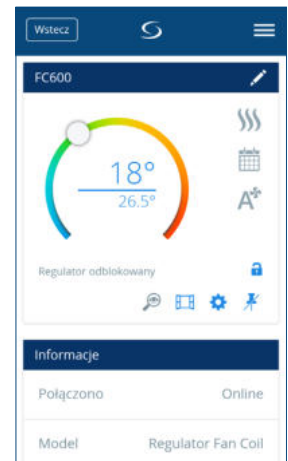 Wstecz
FC600
18°
26.5°
A
Regulator odblokowany
Informacje
Połączono Online
Model Regulator Fan Coil